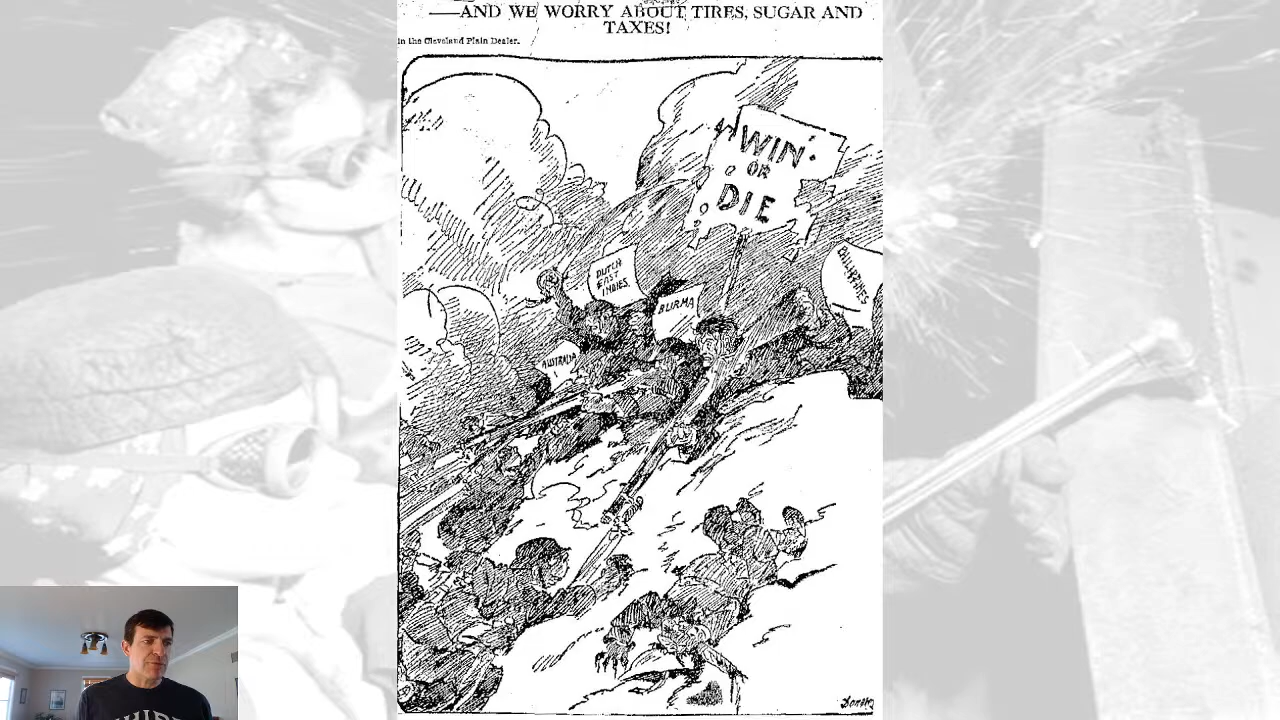 —AND WE WORRY ABOUT TIRES, SUGAR AND
TAXES!
In the Cleveland Plain Dealer.
WIN
OR
DIE
DUTCH
EAST
INDIES.
BURMA
PHILIPPINES
AUSTRALIA